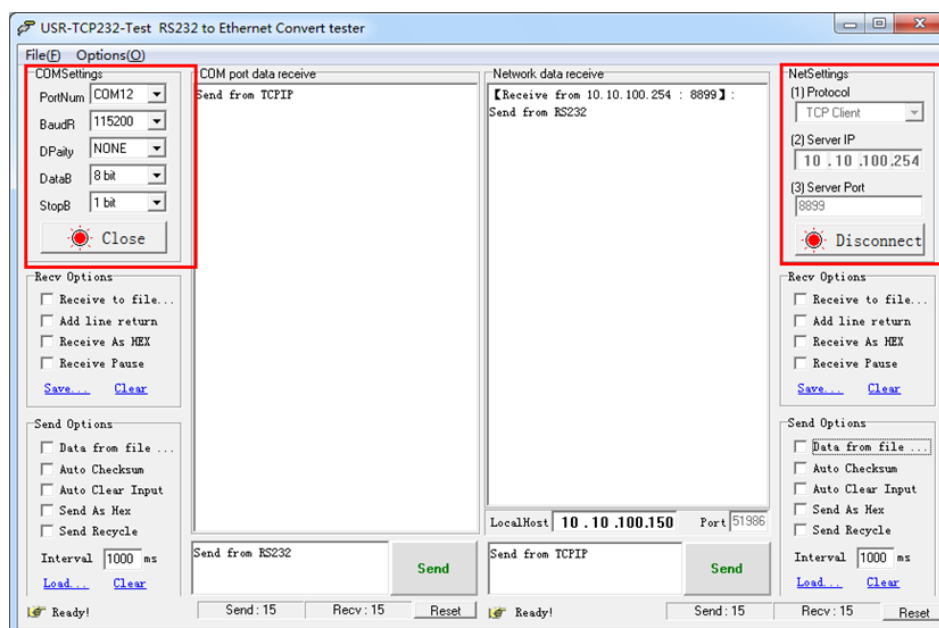 USR-TCP232-Test RS232 to Ethernet Convert tester
File(F) Options(O)
COMSettings
PortNum COM12
BaudR 115200
DPaity NONE
DataB 8 bit
StopB 1 bit
Close
Recv Options
Receive to file...
Add line return
Receive As HEX
Receive Pause
Save... Clear
Send Options
Data from file ...
Auto Checksum
Auto Clear Input
Send As Hex
Send Recycle
Interval 1000 ms
Load... Clear
Ready!
COM port data receive
Send from TCPIP
Send from RS232
Send
Send : 15 Recv : 15 Reset
Network data receive
【Receive from 10.10.100.254 : 8899】:
Send from RS232
LocalHost 10 . 10 .100.150 Port 51986
Send from TCPIP
Send
Ready!
Send : 15 Recv : 15 Reset
NetSettings
(1) Protocol
TCP Client
(2) Server IP
10 . 10 .100.254
(3) Server Port
8899
Disconnect
Recv Options
Receive to file...
Add line return
Receive As HEX
Receive Pause
Save... Clear
Send Options
Data from file ...
Auto Checksum
Auto Clear Input
Send As Hex
Send Recycle
Interval 1000 ms
Load... Clear